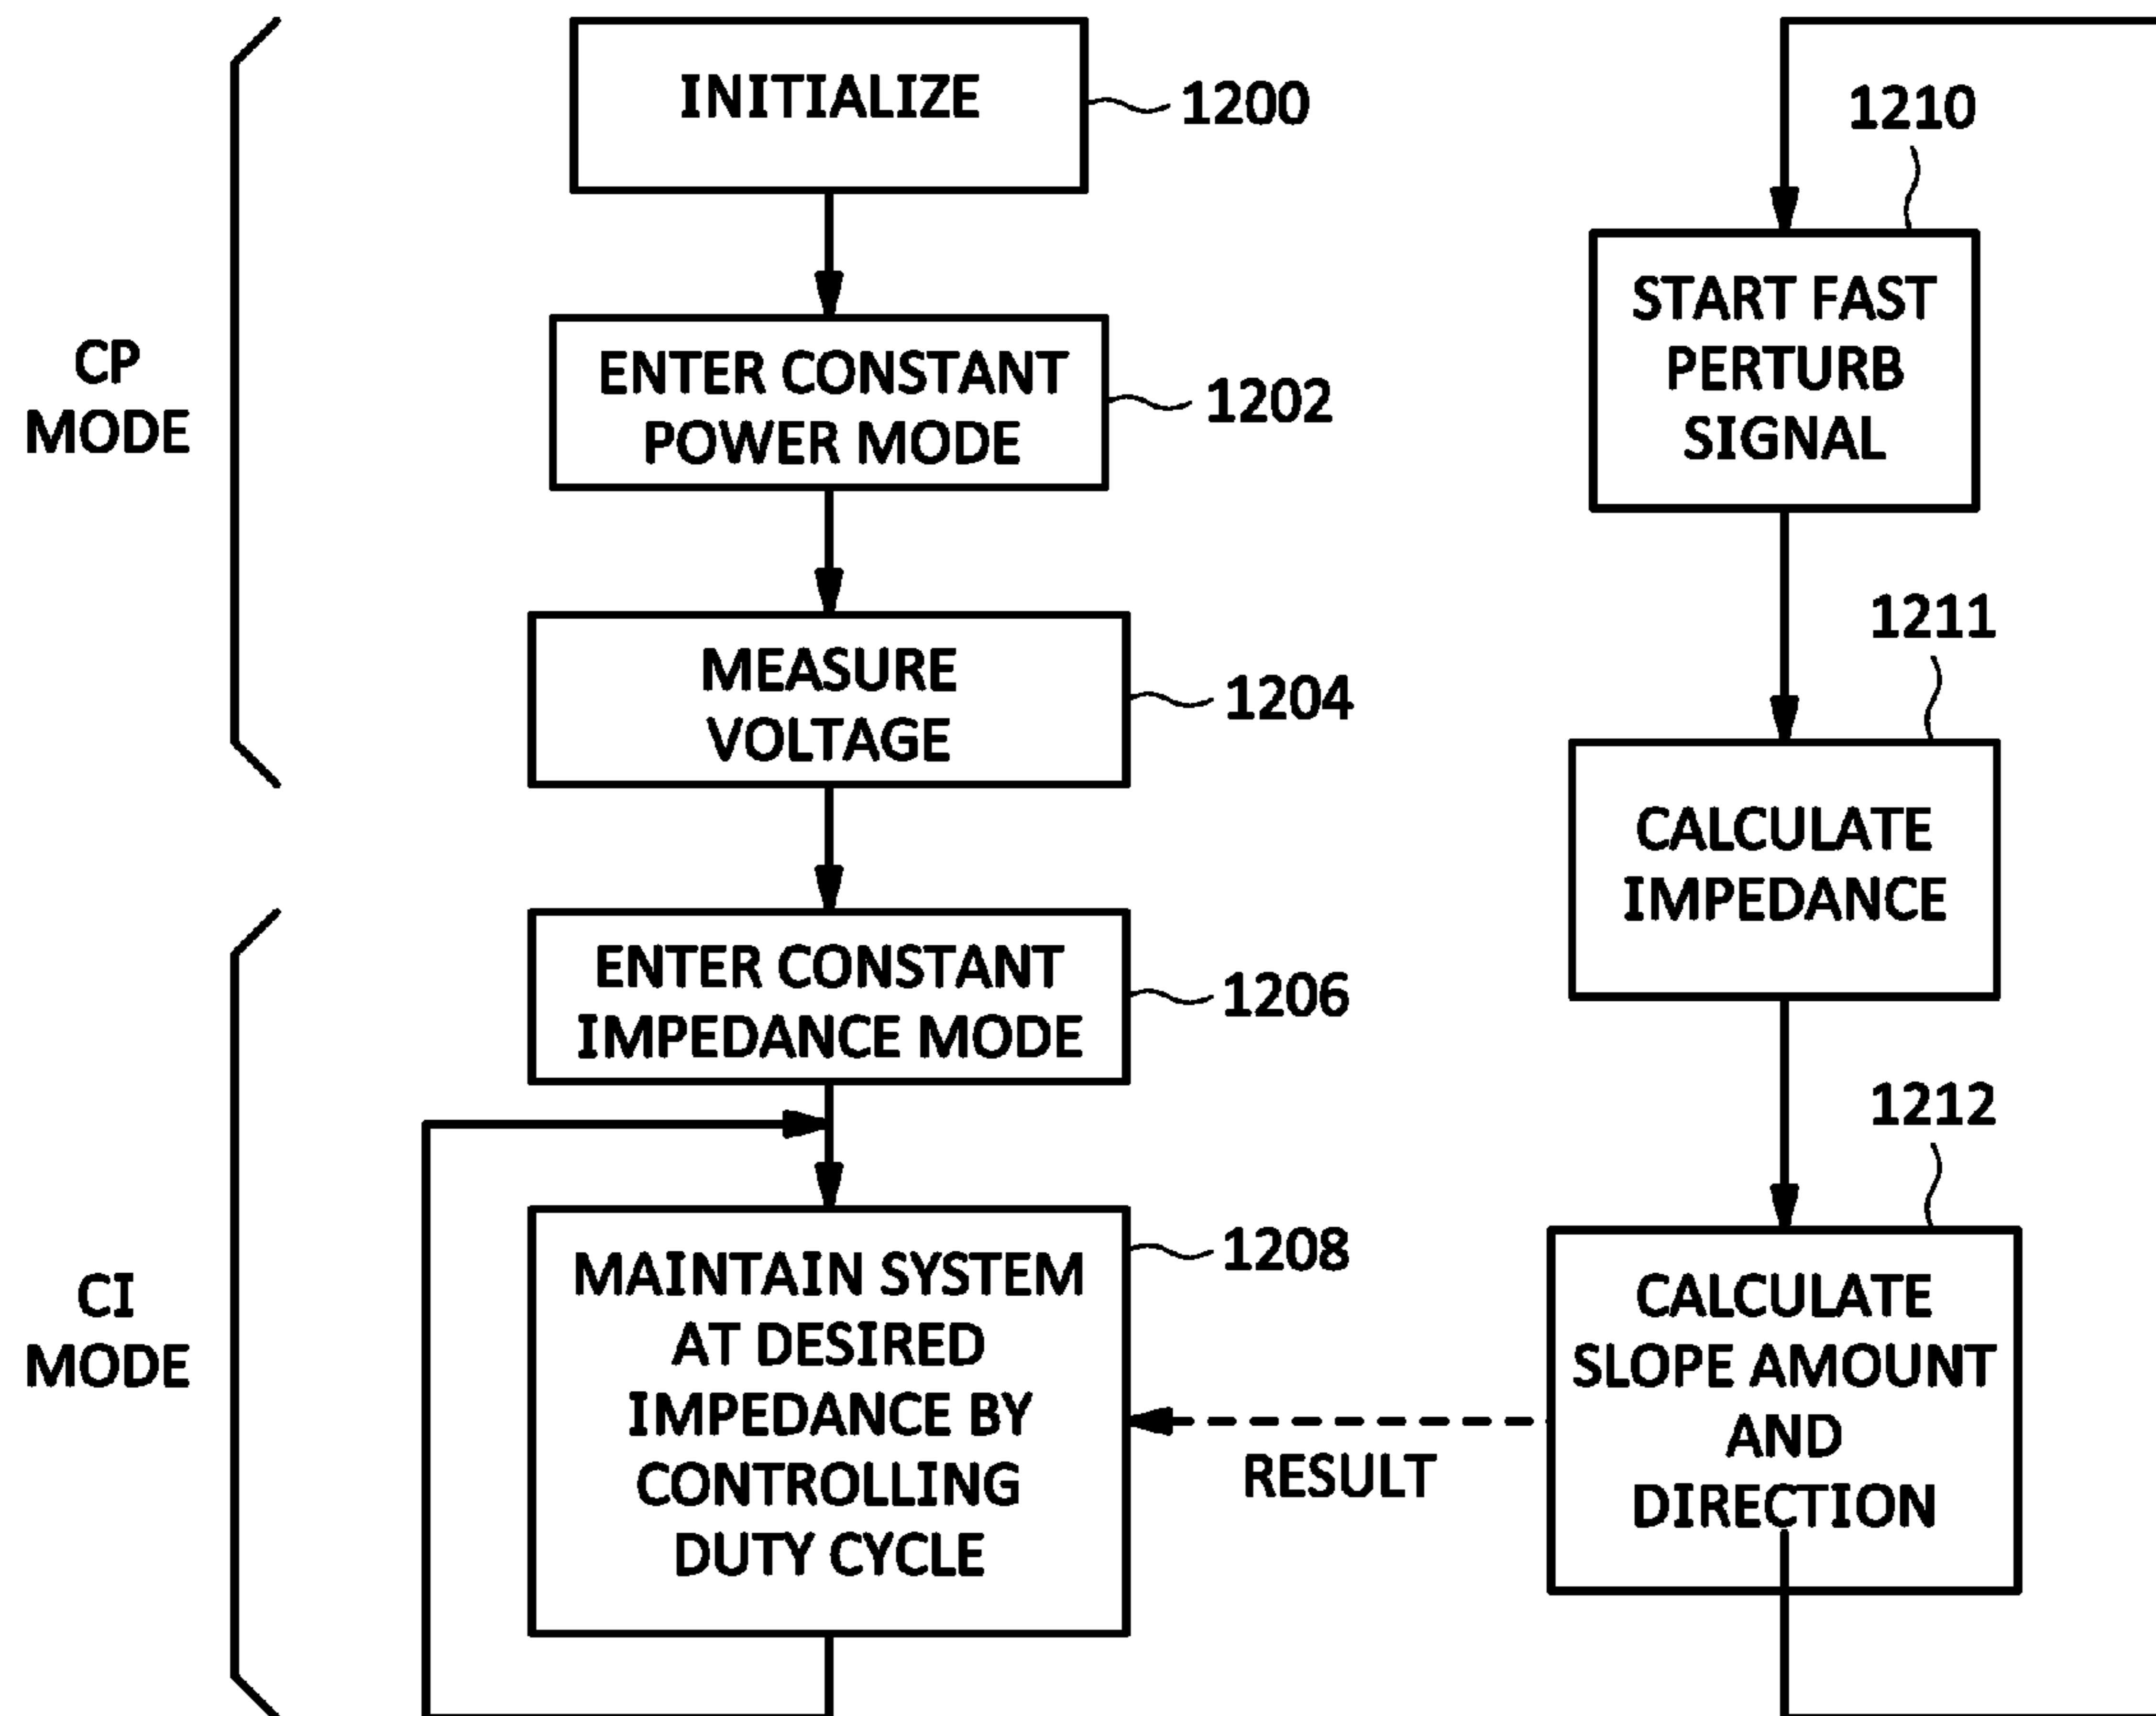 CP
MODE
INITIALIZE
1200
ENTER CONSTANT
POWER MODE
1202
MEASURE
VOLTAGE
1204
CI
MODE
ENTER CONSTANT
IMPEDANCE MODE
1206
MAINTAIN SYSTEM
AT DESIRED
IMPEDANCE BY
CONTROLLING
DUTY CYCLE
1208
RESULT
1210
START FAST
PERTURB
SIGNAL
1211
CALCULATE
IMPEDANCE
1212
CALCULATE
SLOPE AMOUNT
AND
DIRECTION